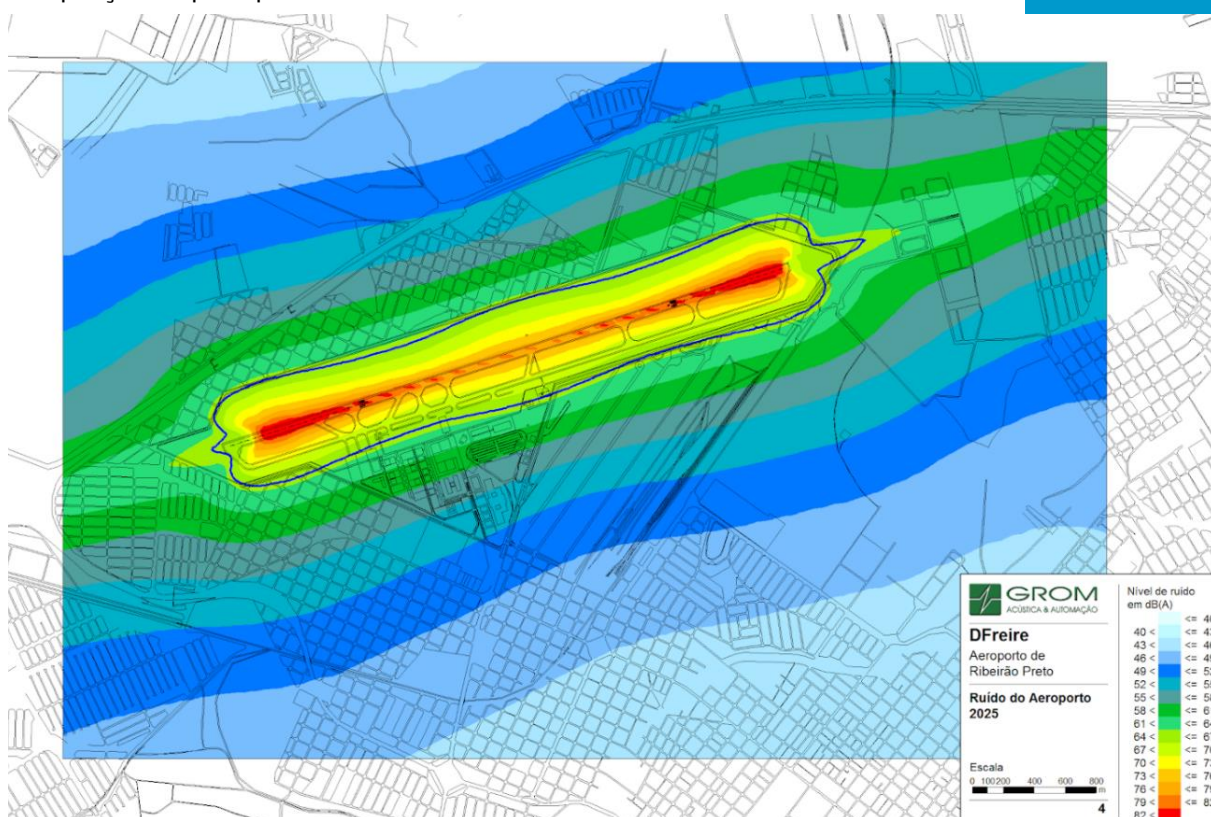 GROM
ACÚSTICA & AUTOMAÇÃO
DFreire
Aeroporto de
Ribeirão Preto
Ruído do Aeroporto
2025
Escala
0 100 200 400 600 800
m
4
Nível de ruído
em dB(A)
<=
40 < <=
43 < <=
46 < <=
49 < <=
52 < <=
55 < <=
58 < <=
61 < <=
64 < <=
67 < <=
70 < <=
73 < <=
76 < <=
79 < <=
82 <